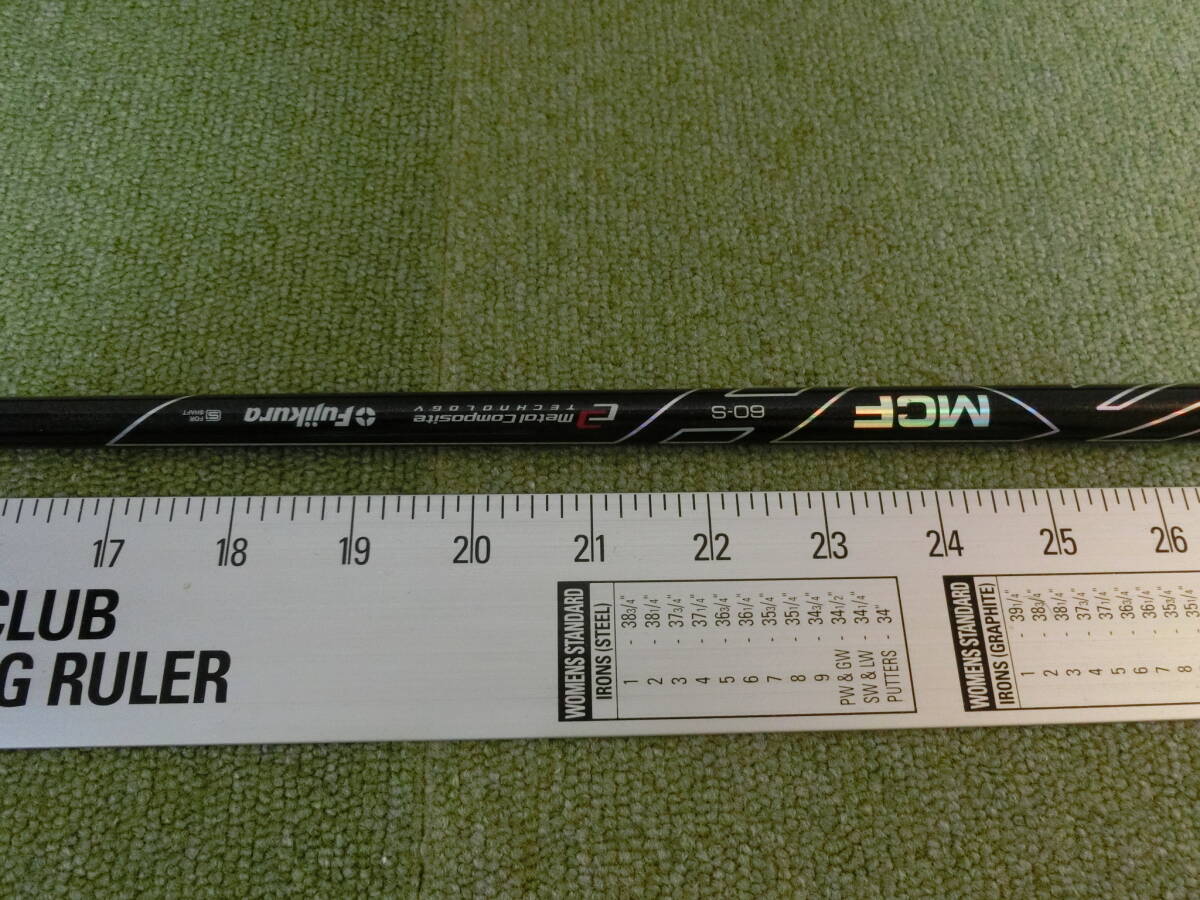 MCF
60-S
e2 Metal Composite
TECHNOLOGY
Fujikura
FOR
SHAFT
S
17 18 19 20 21 22 23 24 25 26
CLUB
G RULER
WOMENS STANDARD
IRONS (STEEL)
1 - 38 3/4"
2 - 38 1/4"
3 - 37 3/4"
4 - 37 1/4"
5 - 36 3/4"
6 - 36 1/4"
7 - 35 3/4"
8 - 35 1/4"
9 - 34 3/4"
PW & GW - 34 1/2"
SW & LW - 34 1/4"
PUTTERS - 34"
WOMENS STANDARD
IRONS (GRAPHITE)
1 - 39 1/4"
2 - 38 3/4"
3 - 38 1/4"
4 - 37 3/4"
5 - 37 1/4"
6 - 36 3/4"
7 - 36 1/4"
8 - 35 3/4"
35 1/4"